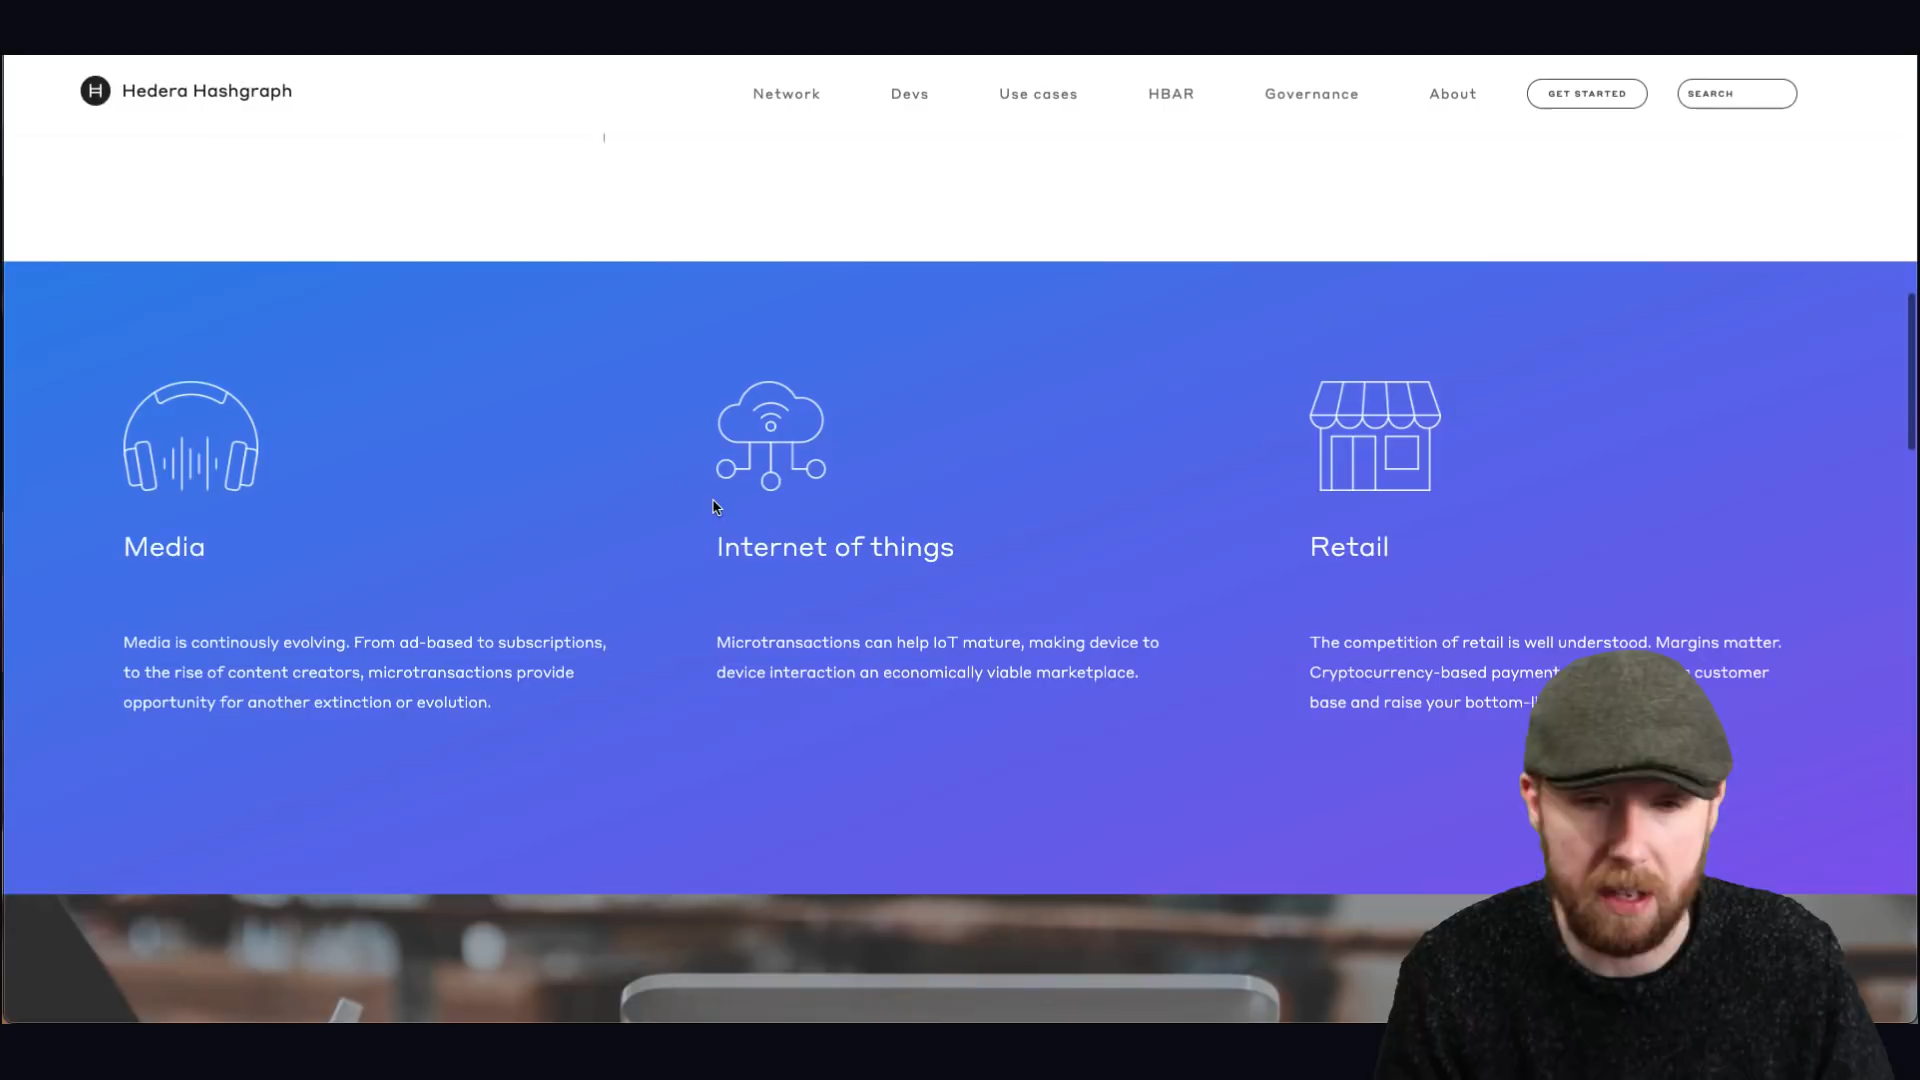 Hedera Hashgraph
Network
Devs
Use cases
HBAR
Governance
About
GET STARTED
SEARCH
Media
Media is continously evolving. From ad-based to subscriptions,
to the rise of content creators, microtransactions provide
opportunity for another extinction or evolution.
Internet of things
Microtransactions can help IoT mature, making device to
device interaction an economically viable marketplace.
Retail
The competition of retail is well understood. Margins matter.
Cryptocurrency-based payment customer
base and raise your